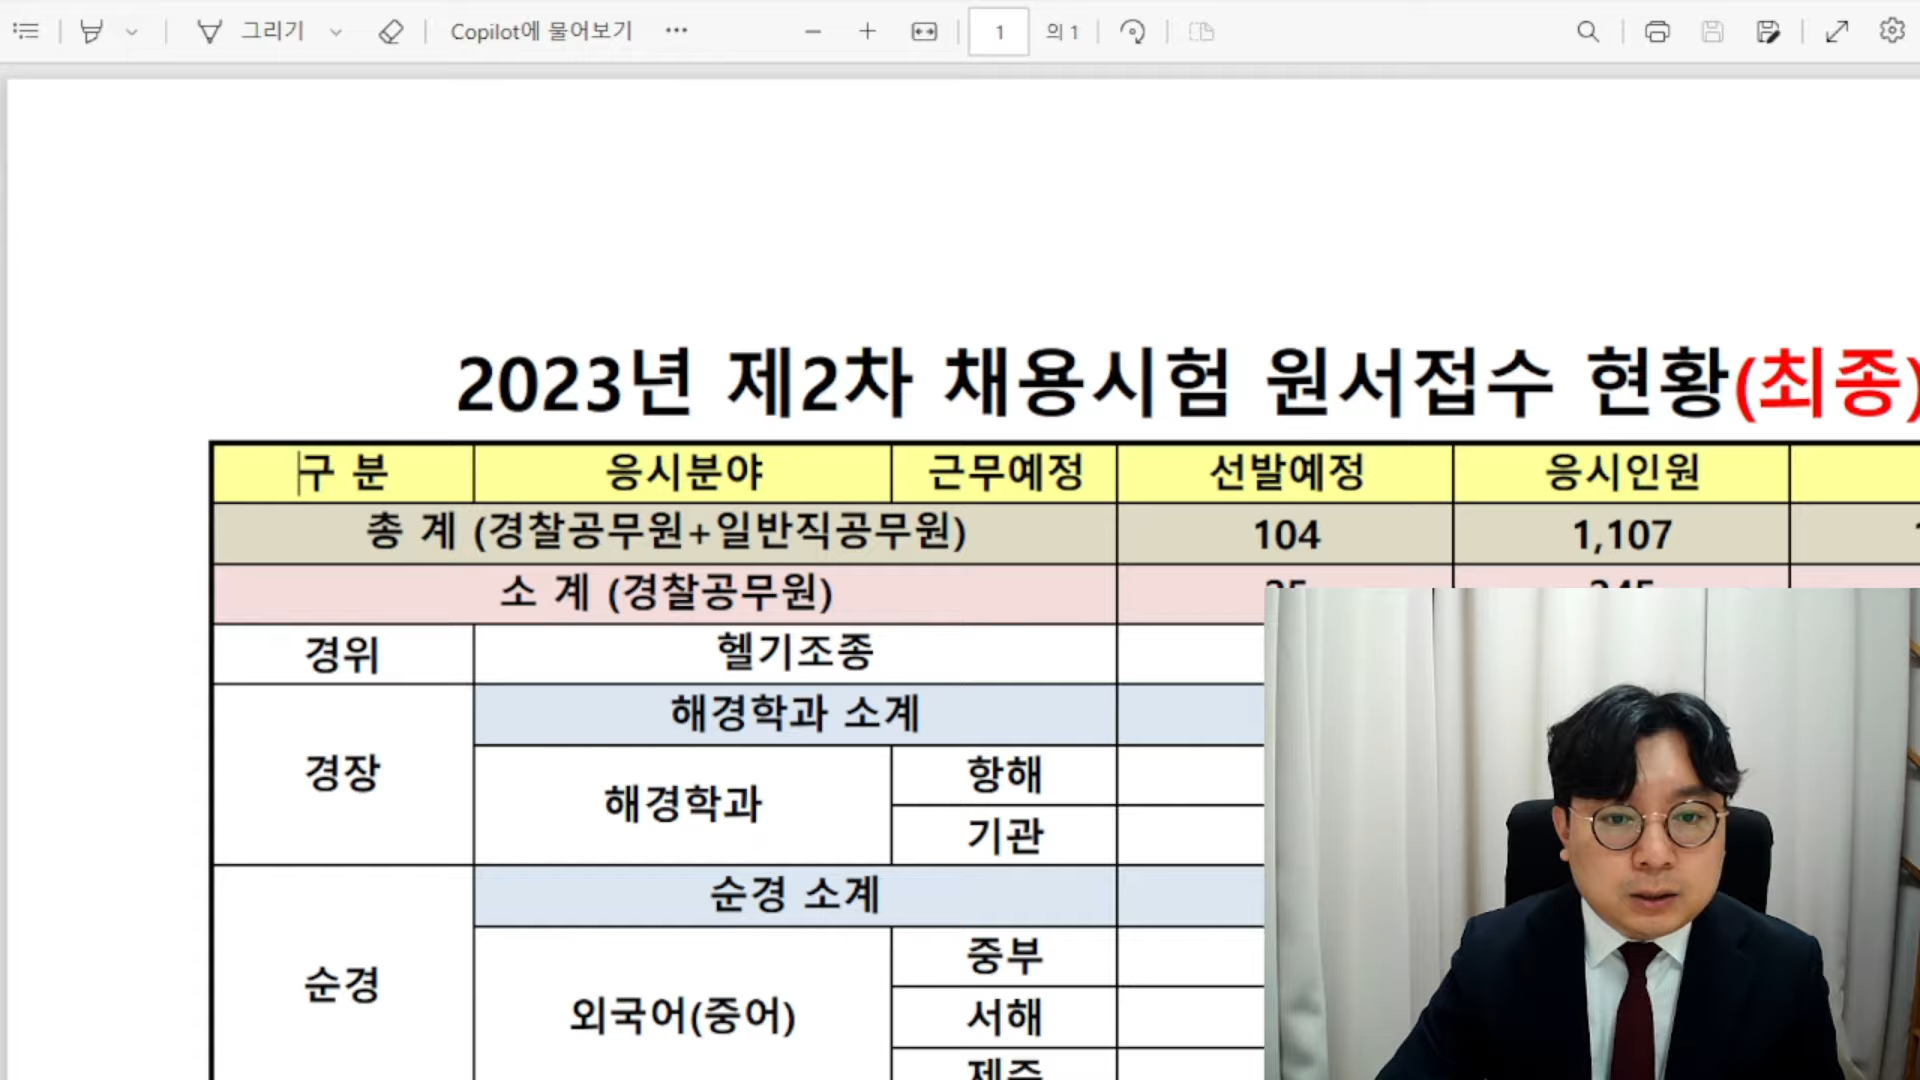 그리기 Copilot에 물어보기 ... 1 의 1
2023년 제2차 채용시험 원서접수 현황(최종)
구 분 응시분야 근무예정 선발예정 응시인원
총 계 (경찰공무원+일반직공무원) 104 1,107
소 계 (경찰공무원)
경위 헬기조종
해경학과 소계
경장 해경학과 항해
기관
순경 소계
순경 외국어(중어) 중부
서해
제주